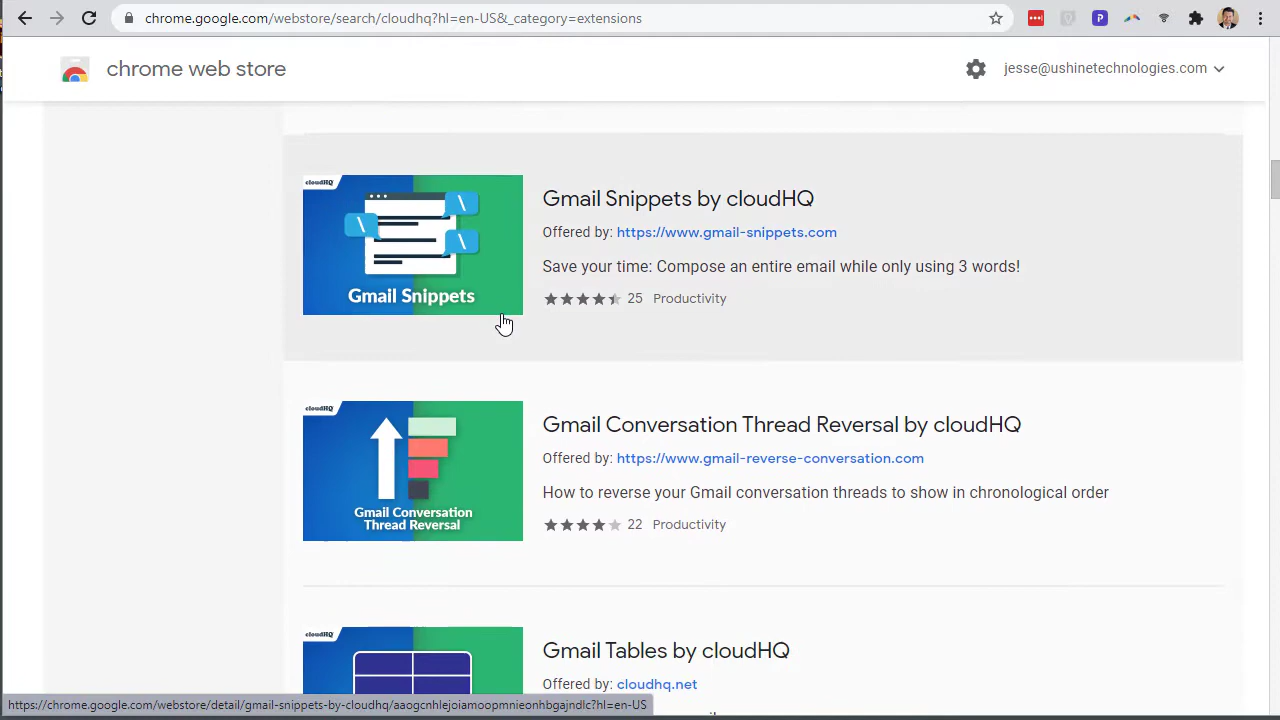 chrome.google.com/webstore/search/cloudhq?hl=en-US&_category=extensions
chrome web store
jesse@ushinetechnologies.com
cloudHQ
Gmail Snippets
Gmail Snippets by cloudHQ
Offered by: https://www.gmail-snippets.com
Save your time: Compose an entire email while only using 3 words!
25 Productivity
cloudHQ
Gmail Conversation
Thread Reversal
Gmail Conversation Thread Reversal by cloudHQ
Offered by: https://www.gmail-reverse-conversation.com
How to reverse your Gmail conversation threads to show in chronological order
22 Productivity
cloudHQ
Gmail Tables by cloudHQ
Offered by: cloudhq.net
https://chrome.google.com/webstore/detail/gmail-snippets-by-cloudhq/aaogcnhlejoiamoopmnieonhbgajndlc?hl=en-US